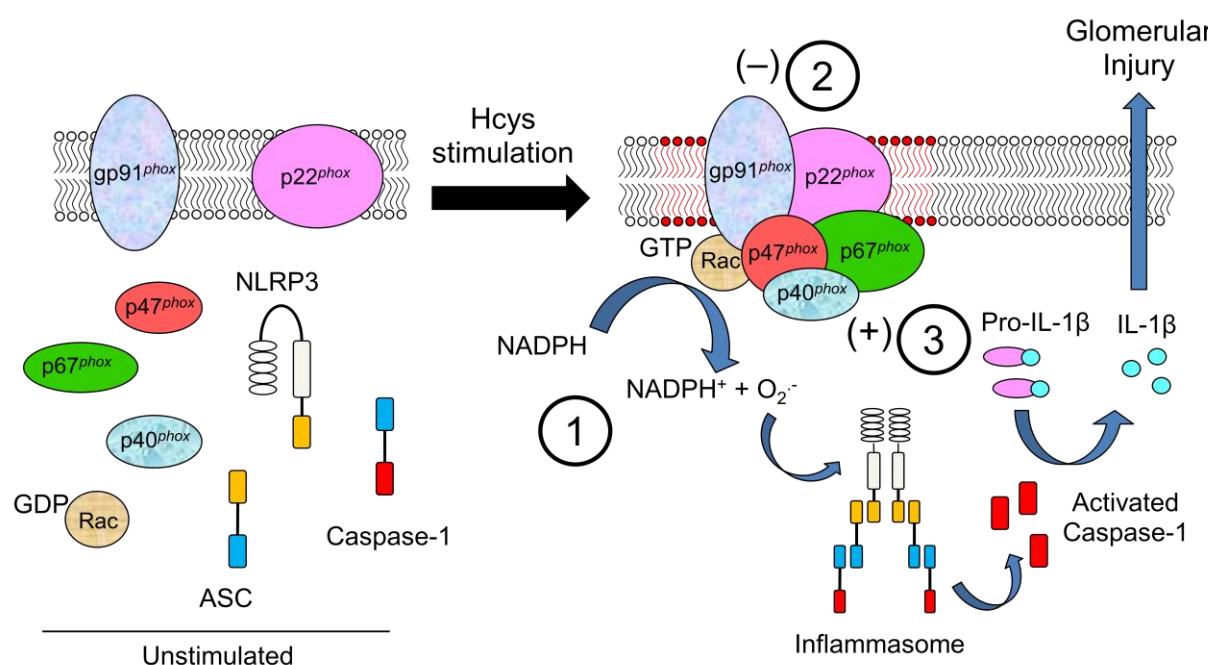 gp91phox
p22phox
p47phox
NLRP3
p67phox
p40phox
GDP
Rac
Caspase-1
ASC
Unstimulated
Hcys
stimulation
(–) 2
gp91phox
p22phox
GTP
Rac
p47phox
p67phox
p40phox
(+) 3
NADPH
NADPH⁺ + O₂·-
1
Pro-IL-1β
IL-1β
Glomerular
Injury
Activated
Caspase-1
Inflammasome